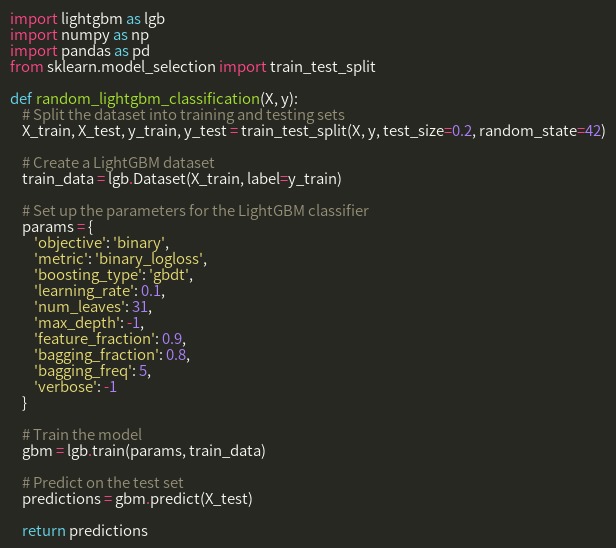 import lightgbm as lgb
import numpy as np
import pandas as pd
from sklearn.model_selection import train_test_split

def random_lightgbm_classification(X, y):
    # Split the dataset into training and testing sets
    X_train, X_test, y_train, y_test = train_test_split(X, y, test_size=0.2, random_state=42)

    # Create a LightGBM dataset
    train_data = lgb.Dataset(X_train, label=y_train)

    # Set up the parameters for the LightGBM classifier
    params = {
        'objective': 'binary',
        'metric': 'binary_logloss',
        'boosting_type': 'gbdt',
        'learning_rate': 0.1,
        'num_leaves': 31,
        'max_depth': -1,
        'feature_fraction': 0.9,
        'bagging_fraction': 0.8,
        'bagging_freq': 5,
        'verbose': -1
    }

    # Train the model
    gbm = lgb.train(params, train_data)

    # Predict on the test set
    predictions = gbm.predict(X_test)

    return predictions